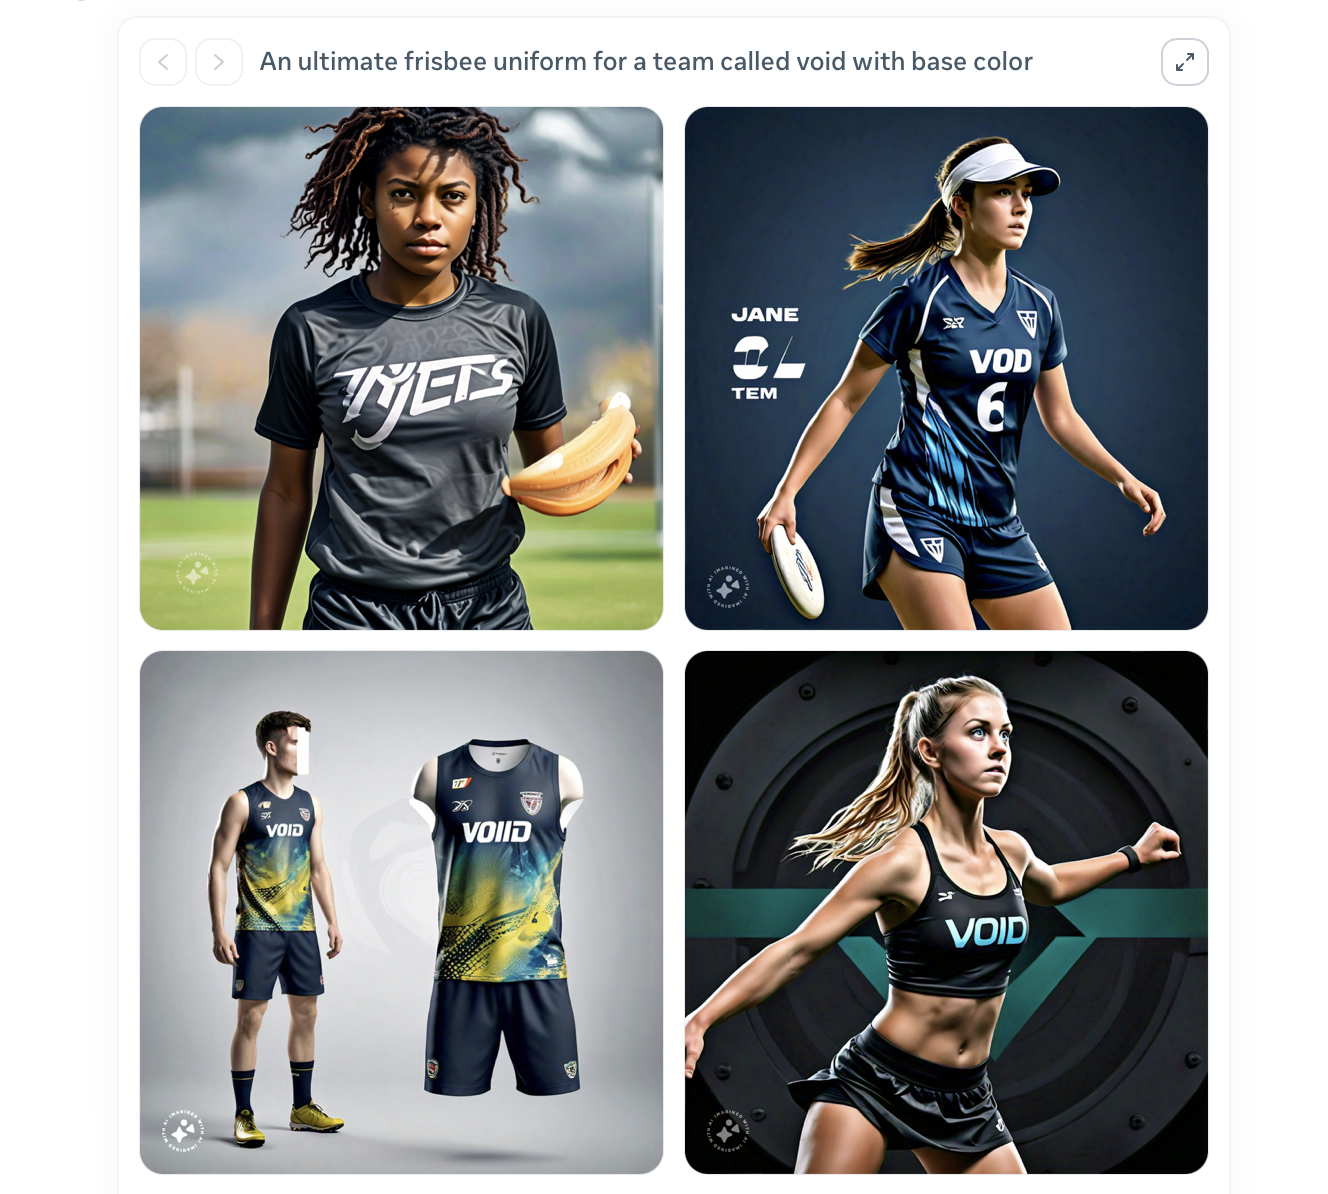 An ultimate frisbee uniform for a team called void with base color
JANE
TEM
VOD
6
VOID
VOIID
VOID
IMAGINED WITH AI
IMAGINED WITH AI
IMAGINED WITH AI
IMAGINED WITH AI